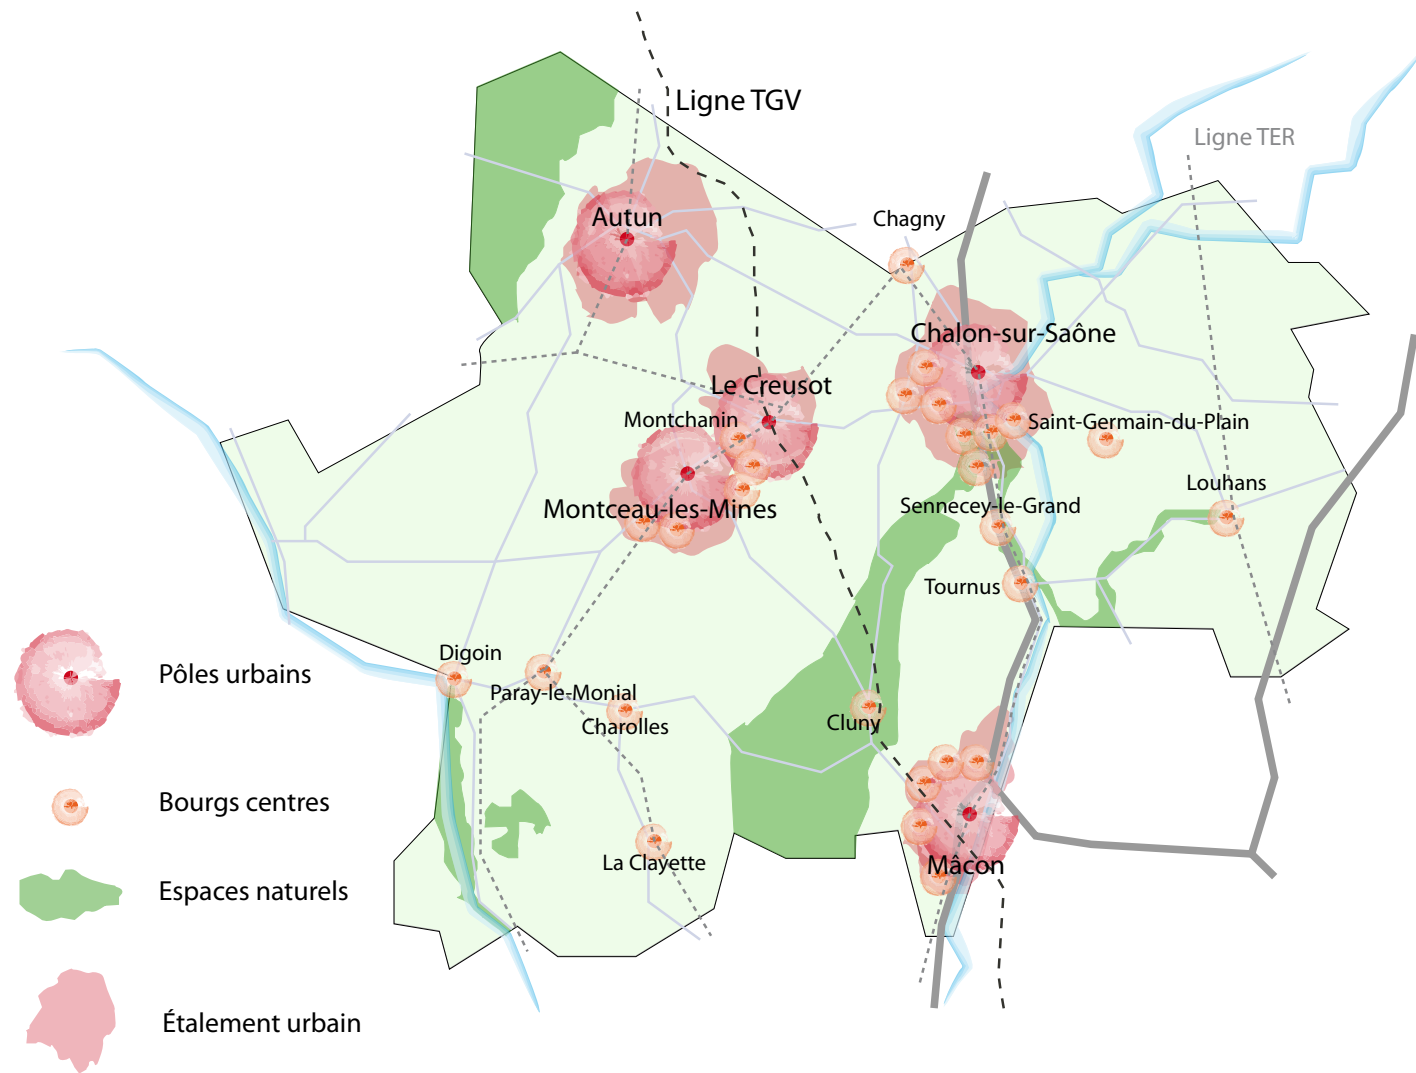 Ligne TGV
Ligne TER
Autun
Chagny
Chalon-sur-Saône
Le Creusot
Montchanin
Saint-Germain-du-Plain
Louhans
Montceau-les-Mines
Sennecey-le-Grand
Tournus
Digoin
Paray-le-Monial
Charolles
Cluny
La Clayette
Mâcon
Pôles urbains
Bourgs centres
Espaces naturels
Étalement urbain